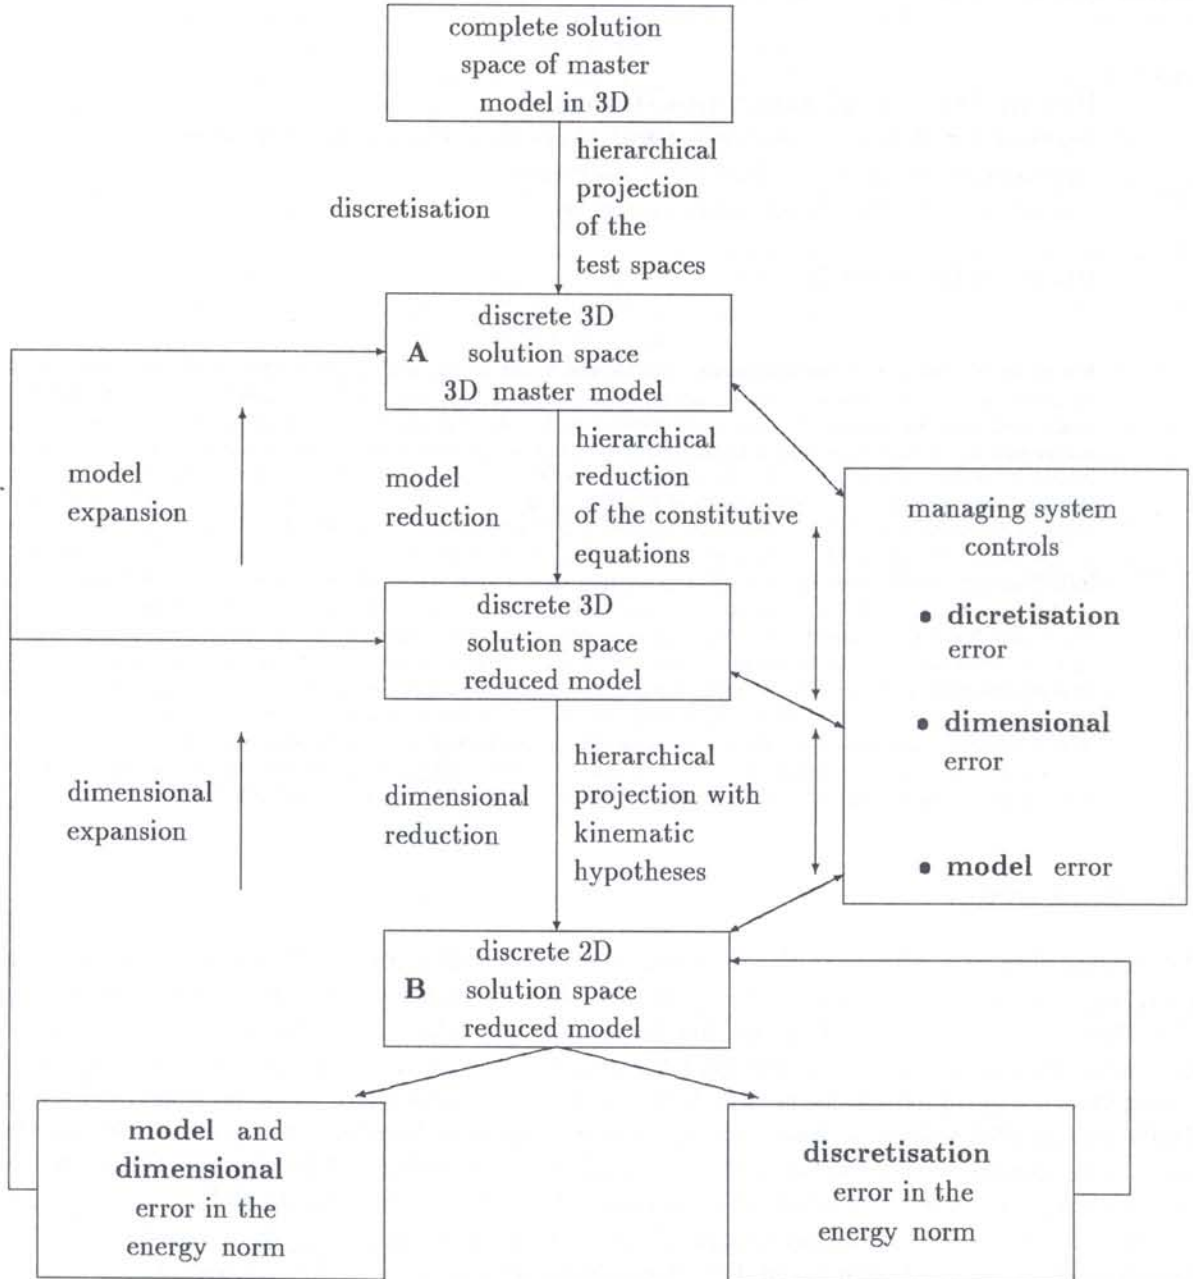 complete solution
space of master
model in 3D
discretisation
hierarchical
projection
of the
test spaces
discrete 3D
A solution space
3D master model
model
expansion
model
reduction
hierarchical
reduction
of the constitutive
equations
managing system
controls
• dicretisation
error
• dimensional
error
• model error
discrete 3D
solution space
reduced model
dimensional
expansion
dimensional
reduction
hierarchical
projection with
kinematic
hypotheses
discrete 2D
B solution space
reduced model
model and
dimensional
error in the
energy norm
discretisation
error in the
energy norm